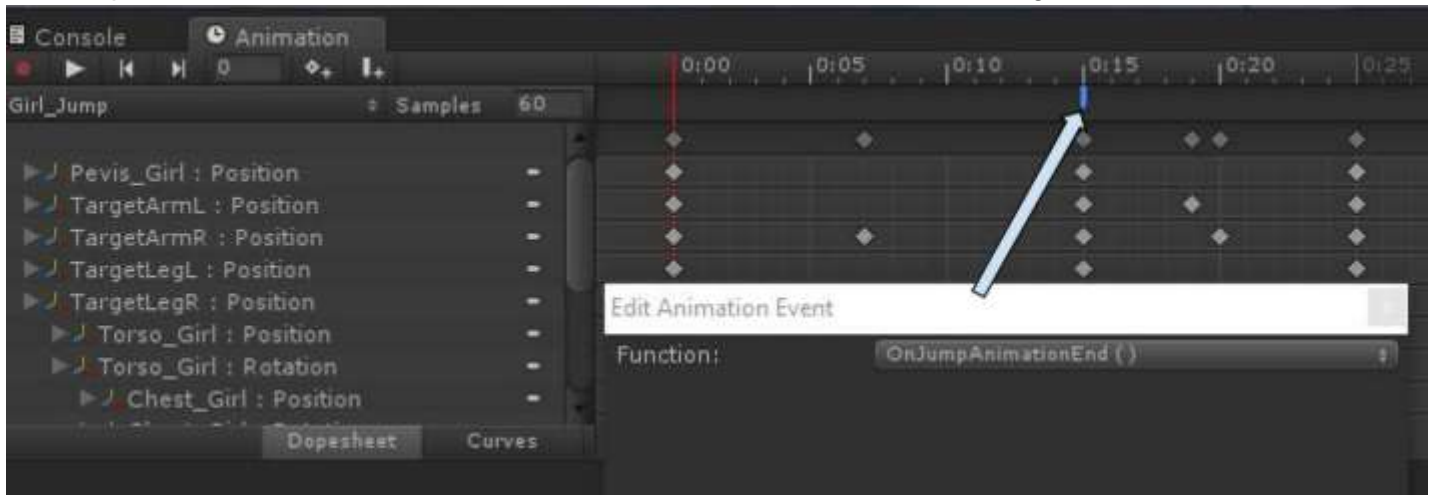 Console Animation
0 0:00 0:05 0:10 0:15 0:20 0:25
Girl_Jump Samples 60
Pevis_Girl : Position
TargetArmL : Position
TargetArmR : Position
TargetLegL : Position
TargetLegR : Position
Edit Animation Event
Torso_Girl : Position
Function: OnJumpAnimationEnd ( )
Torso_Girl : Rotation
Chest_Girl : Position
Dopesheet Curves